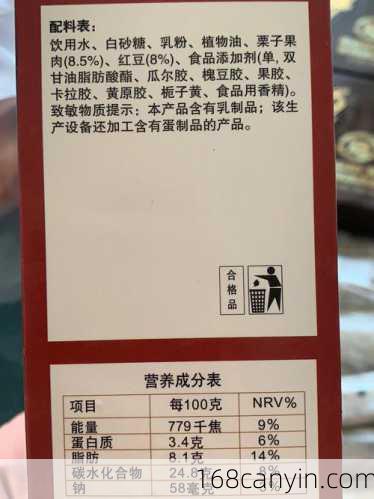 配料表：
饮用水、白砂糖、乳粉、植物油、栗子果
肉(8.5%)、红豆(8%)、食品添加剂(单，双
甘油脂肪酸酯、瓜尔胶、槐豆胶、果胶、
卡拉胶、黄原胶、栀子黄、食品用香精)。
致敏物质提示：本产品含有乳制品；该生
产设备还加工含有蛋制品的产品。
合格品
营养成分表
项目 每100克 NRV%
能量 779千焦 9%
蛋白质 3.4克 6%
脂肪 8.1克 14%
碳水化合物 24.8克 8%
钠 58毫克
168canyin.com